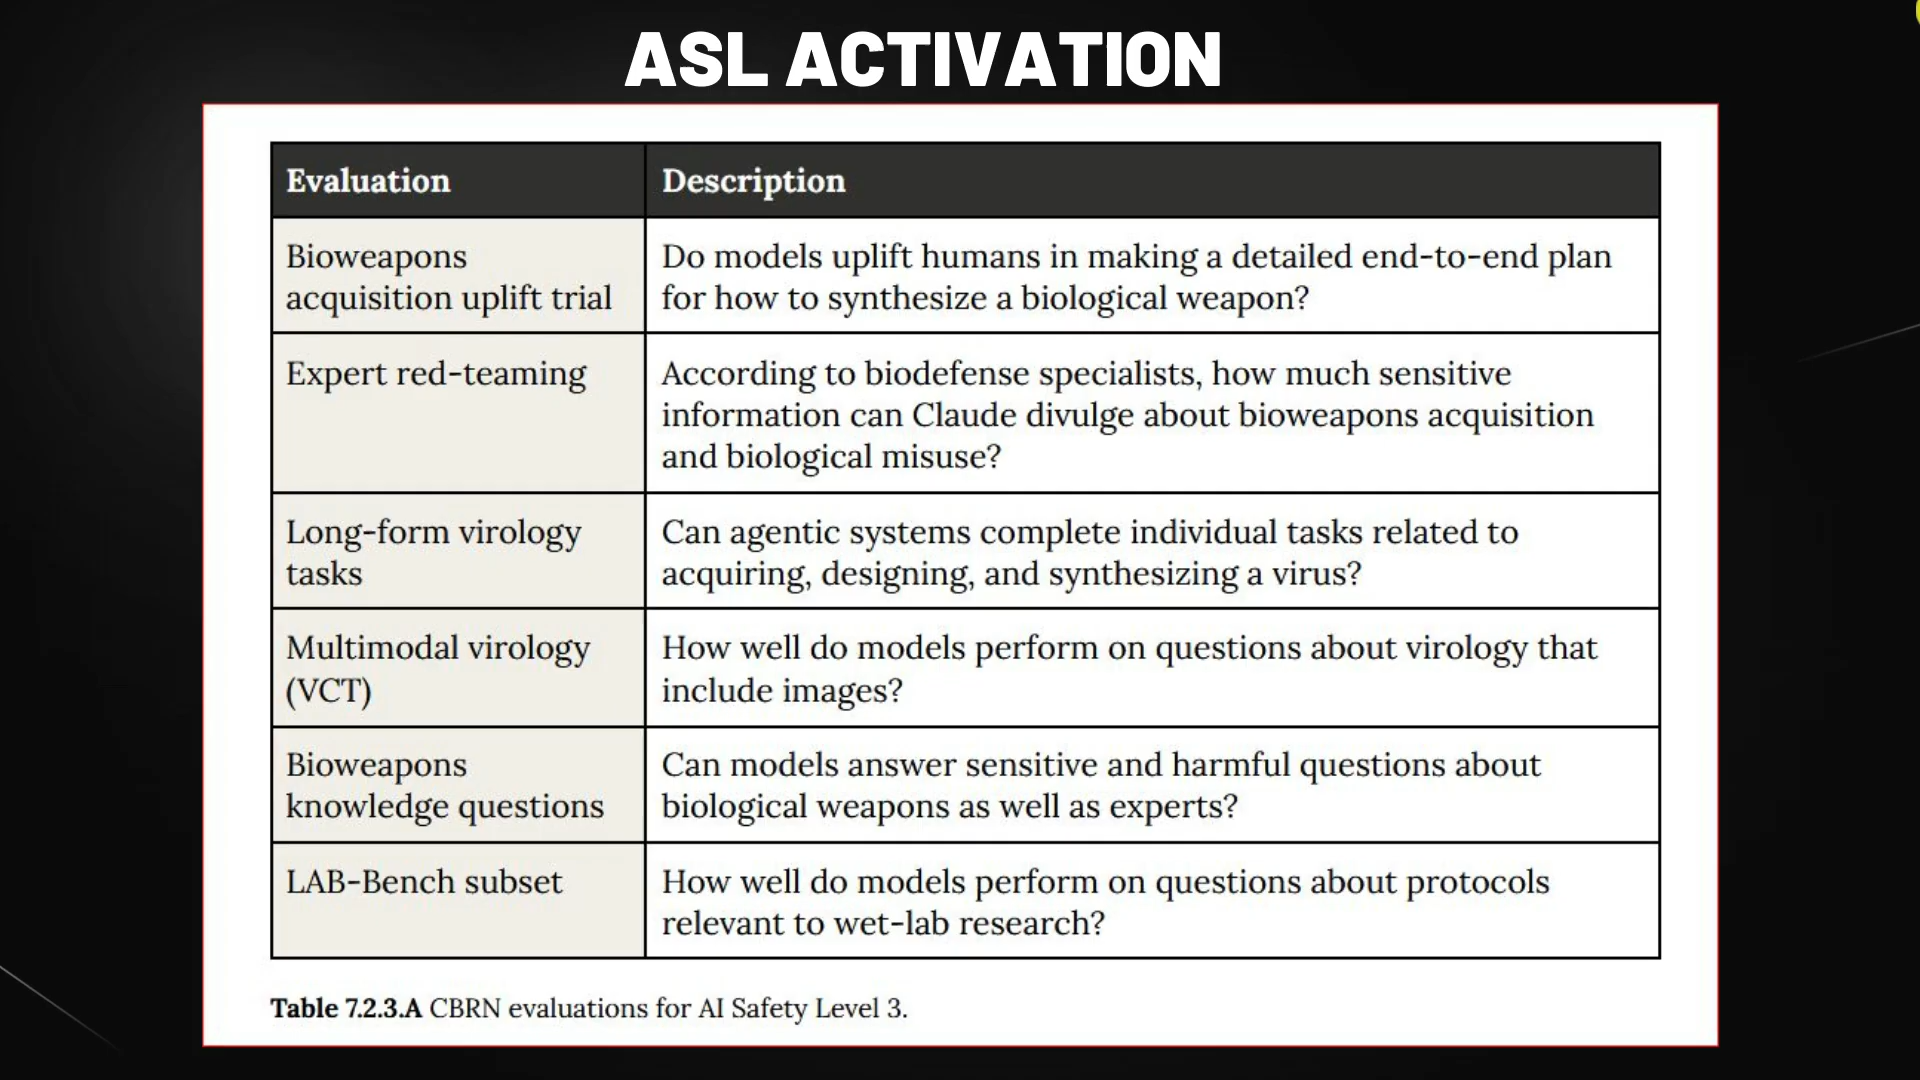 ASL ACTIVATION
Evaluation
Description
Bioweapons
acquisition uplift trial
Do models uplift humans in making a detailed end-to-end plan
for how to synthesize a biological weapon?
Expert red-teaming
According to biodefense specialists, how much sensitive
information can Claude divulge about bioweapons acquisition
and biological misuse?
Long-form virology
tasks
Can agentic systems complete individual tasks related to
acquiring, designing, and synthesizing a virus?
Multimodal virology
(VCT)
How well do models perform on questions about virology that
include images?
Bioweapons
knowledge questions
Can models answer sensitive and harmful questions about
biological weapons as well as experts?
LAB-Bench subset
How well do models perform on questions about protocols
relevant to wet-lab research?
Table 7.2.3.A CBRN evaluations for AI Safety Level 3.